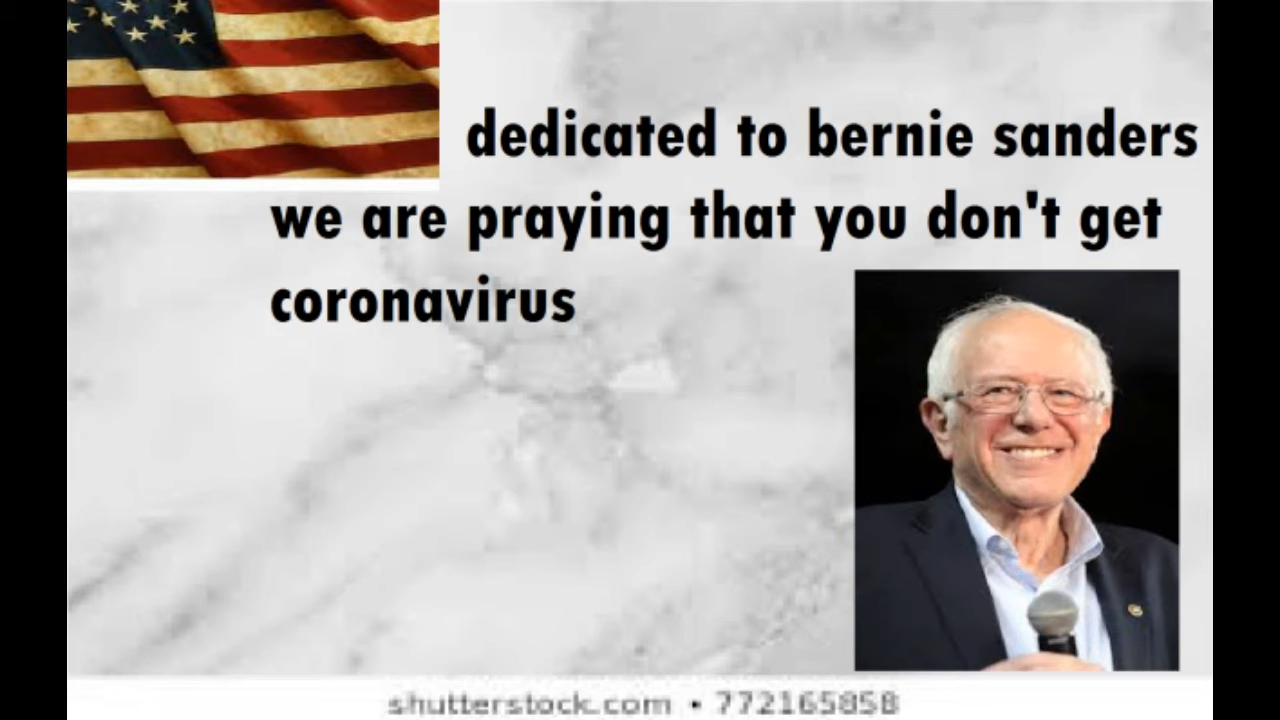 dedicated to bernie sanders
we are praying that you don't get
coronavirus
shutterstock.com • 772165858